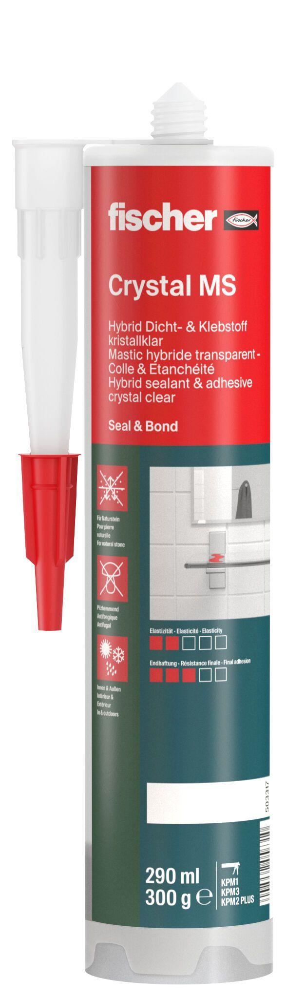 fischer
fischer
Crystal MS
Hybrid Dicht- & Klebstoff
kristallklar
Mastic hybride transparent -
Colle & Etanchéité
Hybrid sealant & adhesive
crystal clear
Seal & Bond
Für Naturstein
Pour pierre
naturelle
For natural stone
Pilzhemmend
Antifongique
Antifugal
Innen & Außen
Intérieur &
Extérieur
In & outdoors
Elastizität · Elasticité · Elasticity
Endhaftung · Résistance finale · Final adhesion
503317
290 ml
300 g ℮
KPM1
KPM3
KPM2 PLUS